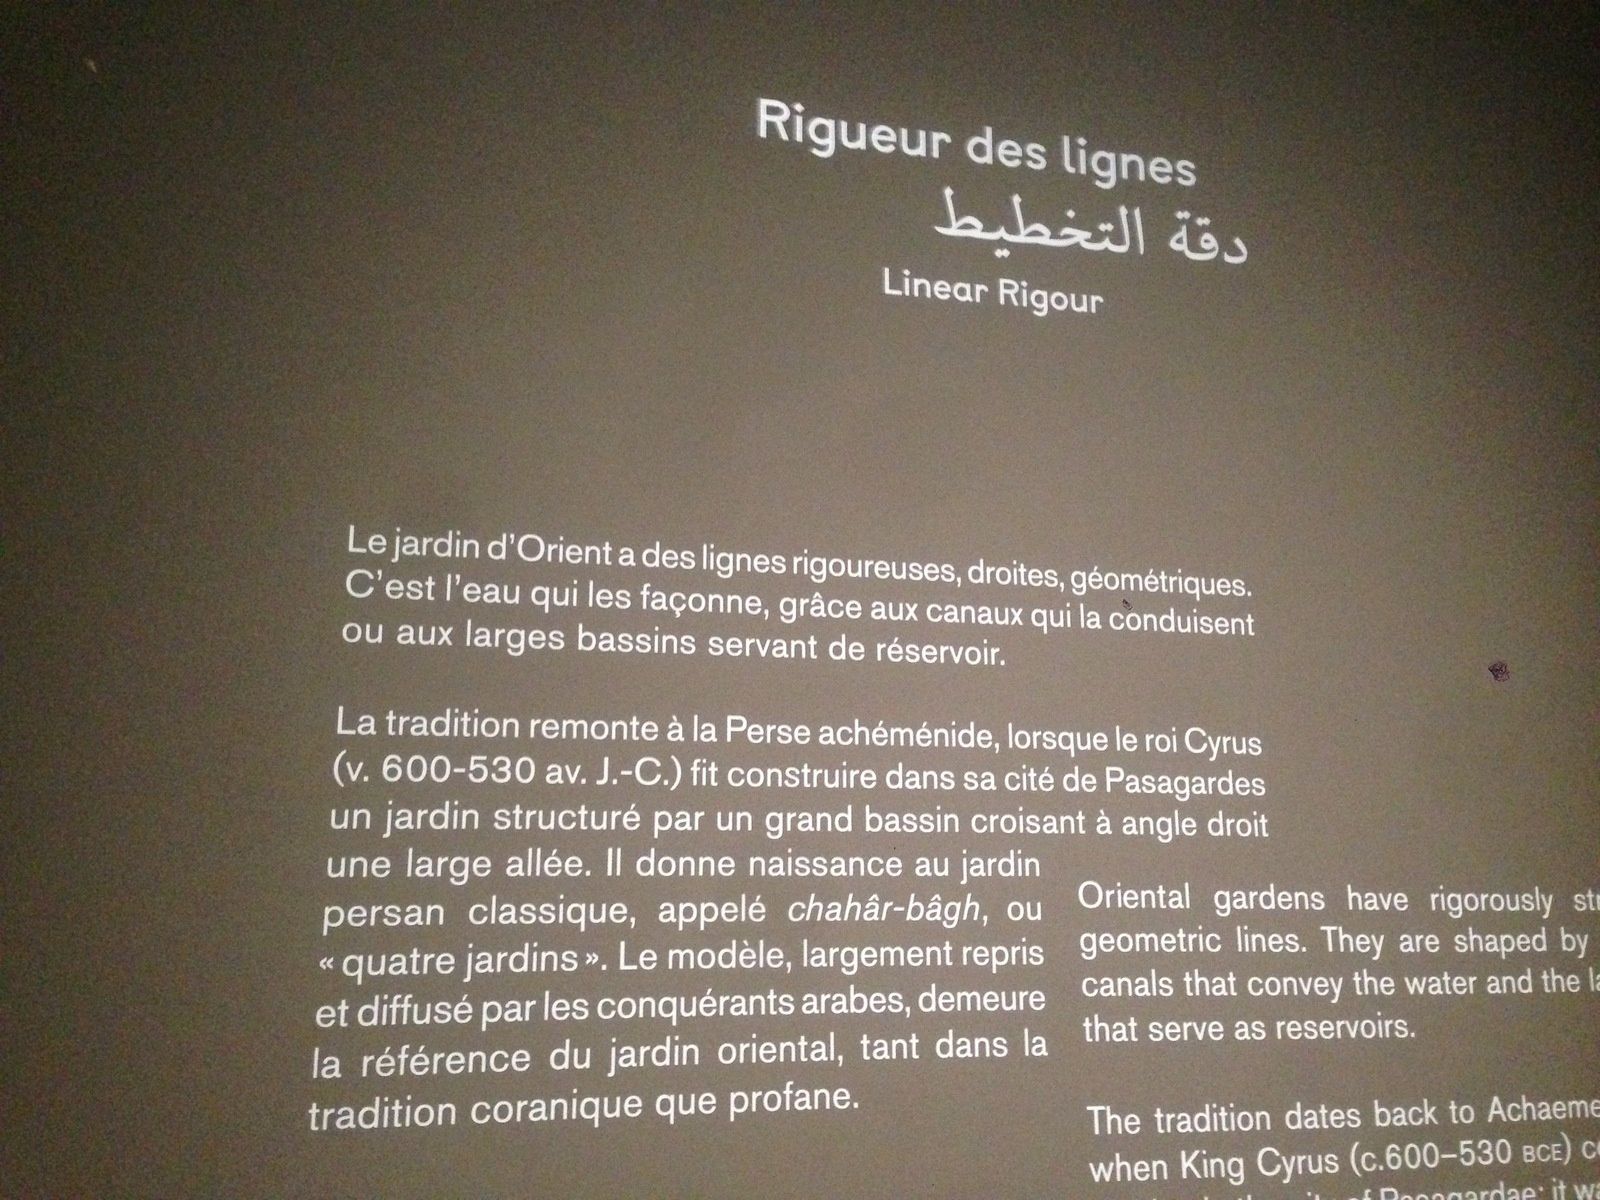 Rigueur des lignes
دقة التخطيط
Linear Rigour
Le jardin d'Orient a des lignes rigoureuses, droites, géométriques.
C'est l'eau qui les façonne, grâce aux canaux qui la conduisent
ou aux larges bassins servant de réservoir.
La tradition remonte à la Perse achéménide, lorsque le roi Cyrus
(v. 600-530 av. J.-C.) fit construire dans sa cité de Pasagardes
un jardin structuré par un grand bassin croisant à angle droit
une large allée. Il donne naissance au jardin
persan classique, appelé chahâr-bâgh, ou
« quatre jardins ». Le modèle, largement repris
et diffusé par les conquérants arabes, demeure
la référence du jardin oriental, tant dans la
tradition coranique que profane.
Oriental gardens have rigorously
geometric lines. They are shaped by
canals that convey the water and the
that serve as reservoirs.
The tradition dates back to
when King Cyrus (c.600–530 BCE)
of Pasagardae; it